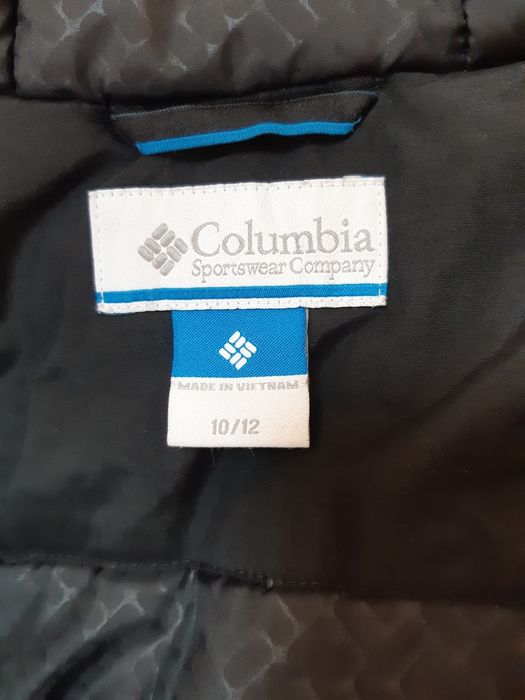 Columbia
Sportswear Company
MADE IN VIETNAM
10/12